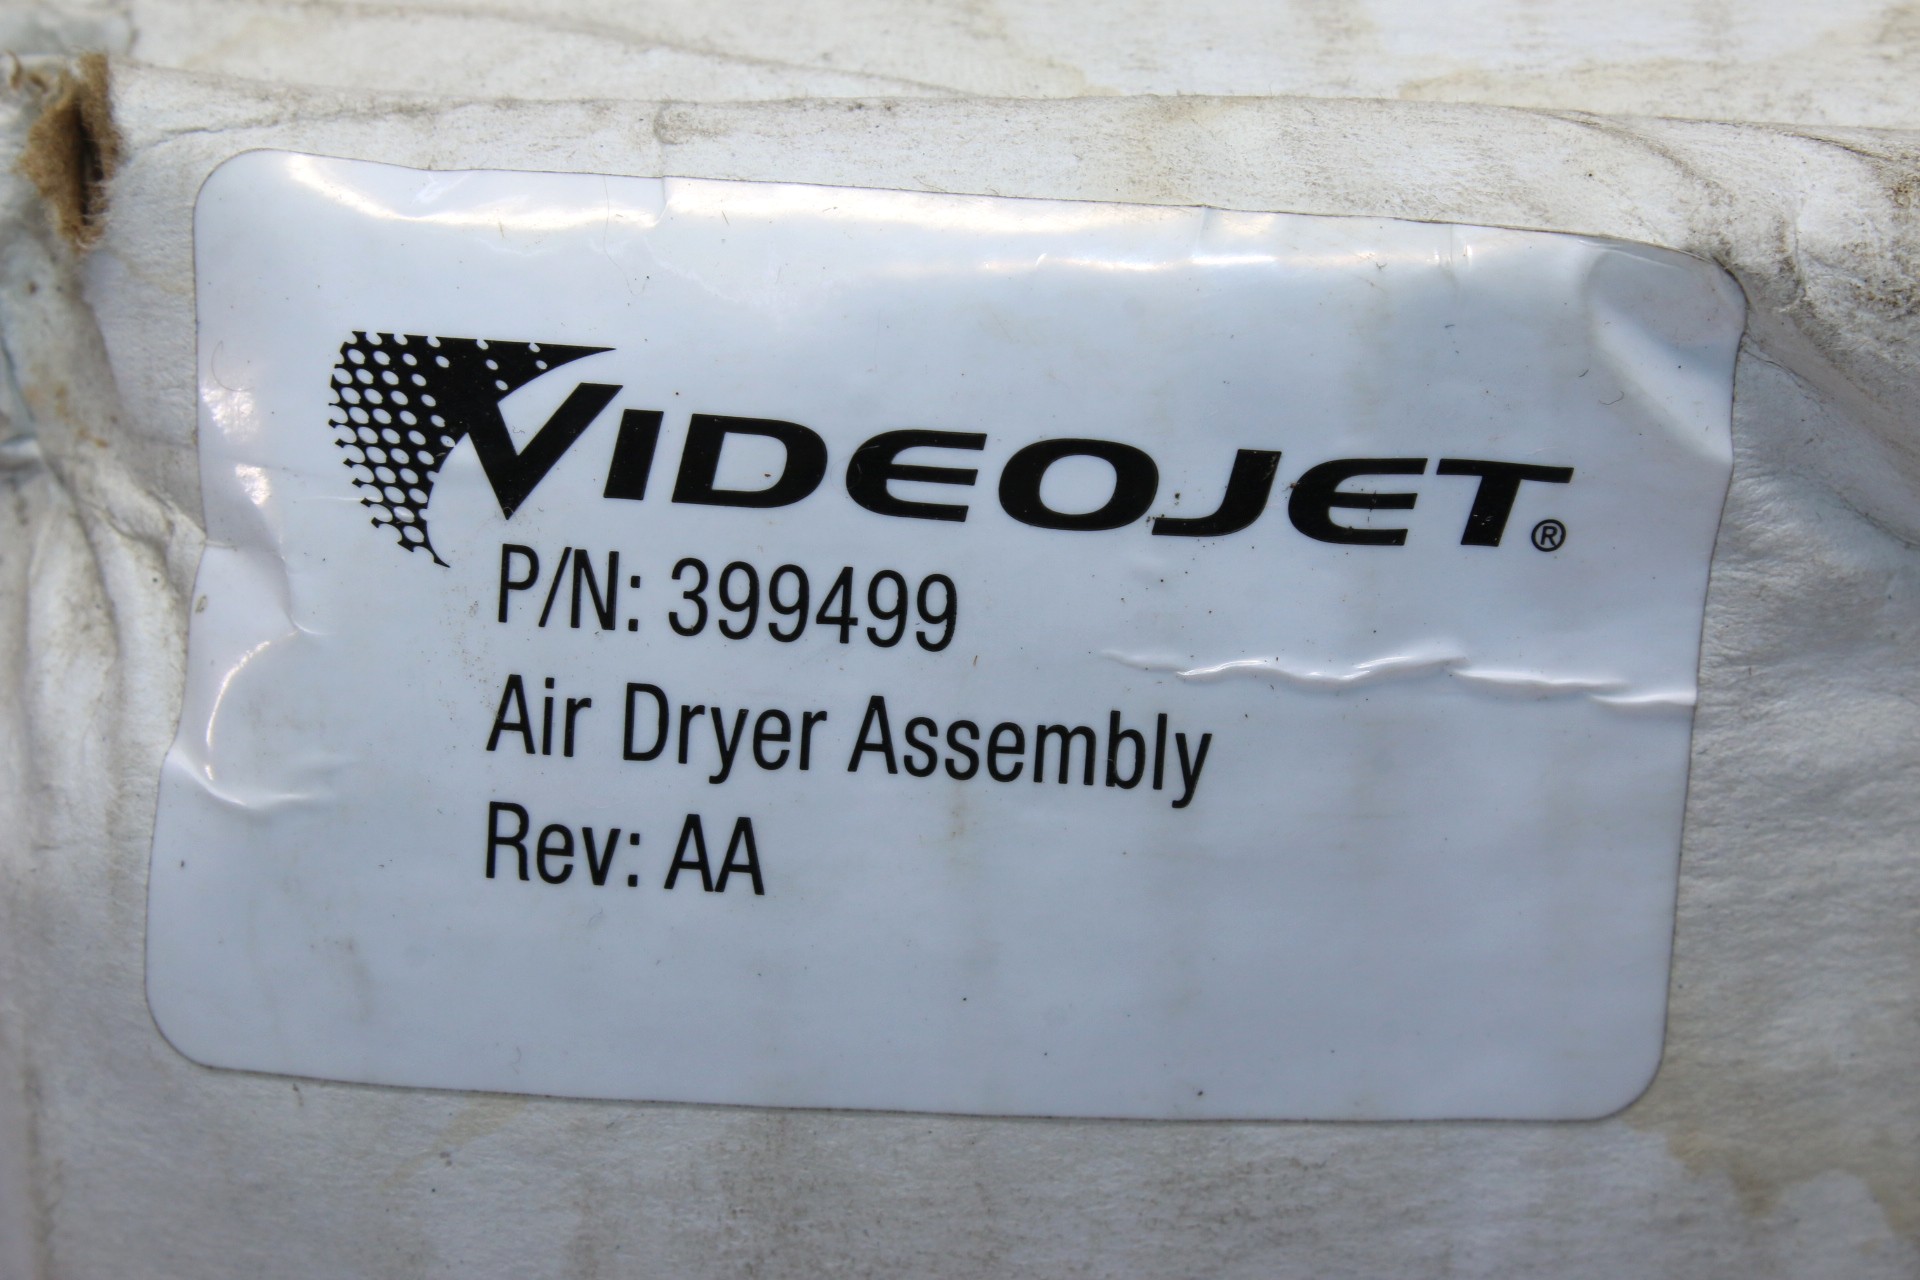 VIDEOJET®
P/N: 399499
Air Dryer Assembly
Rev: AA